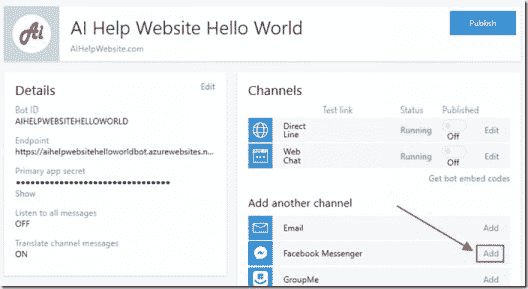 Ai
AI Help Website Hello World
AIHelpWebsite.com
Publish
Details
Edit
Bot ID
AIHELPWEBSITEHELLOWORLD
Endpoint
https://aihelpwebsitehelloworldbot.azurewebsites.n...
Primary app secret
••••••••••••••••••••••••••••••••
Show
Listen to all messages
OFF
Translate channel messages
ON
Channels
Test link Status Published
Direct Line Running Off Edit
Web Chat Running Off Edit
Get bot embed codes
Add another channel
Email Add
Facebook Messenger Add
GroupMe Add